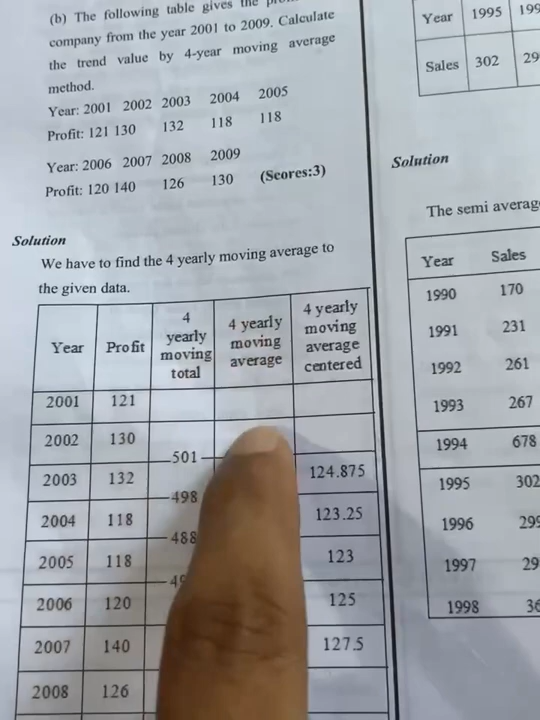 (b) The following table gives the
company from the year 2001 to 2009. Calculate
the trend value by 4-year moving average
method.
Year: 2001 2002 2003 2004 2005
Profit: 121 130 132 118 118
Year: 2006 2007 2008 2009
Profit: 120 140 126 130 (Scores:3)
Solution
We have to find the 4 yearly moving average to
the given data.
Year Profit 4 yearly moving total 4 yearly moving average 4 yearly moving average centered
2001 121
2002 130
501
2003 132 124.875
498
2004 118 123.25
488
2005 118 123
2006 120 125
2007 140 127.5
2008 126
Year 1995
Sales 302
Solution
The semi
Year Sales
1990 170
1991 231
1992 261
1993 267
1994 678
1995 302
1996
1997
1998